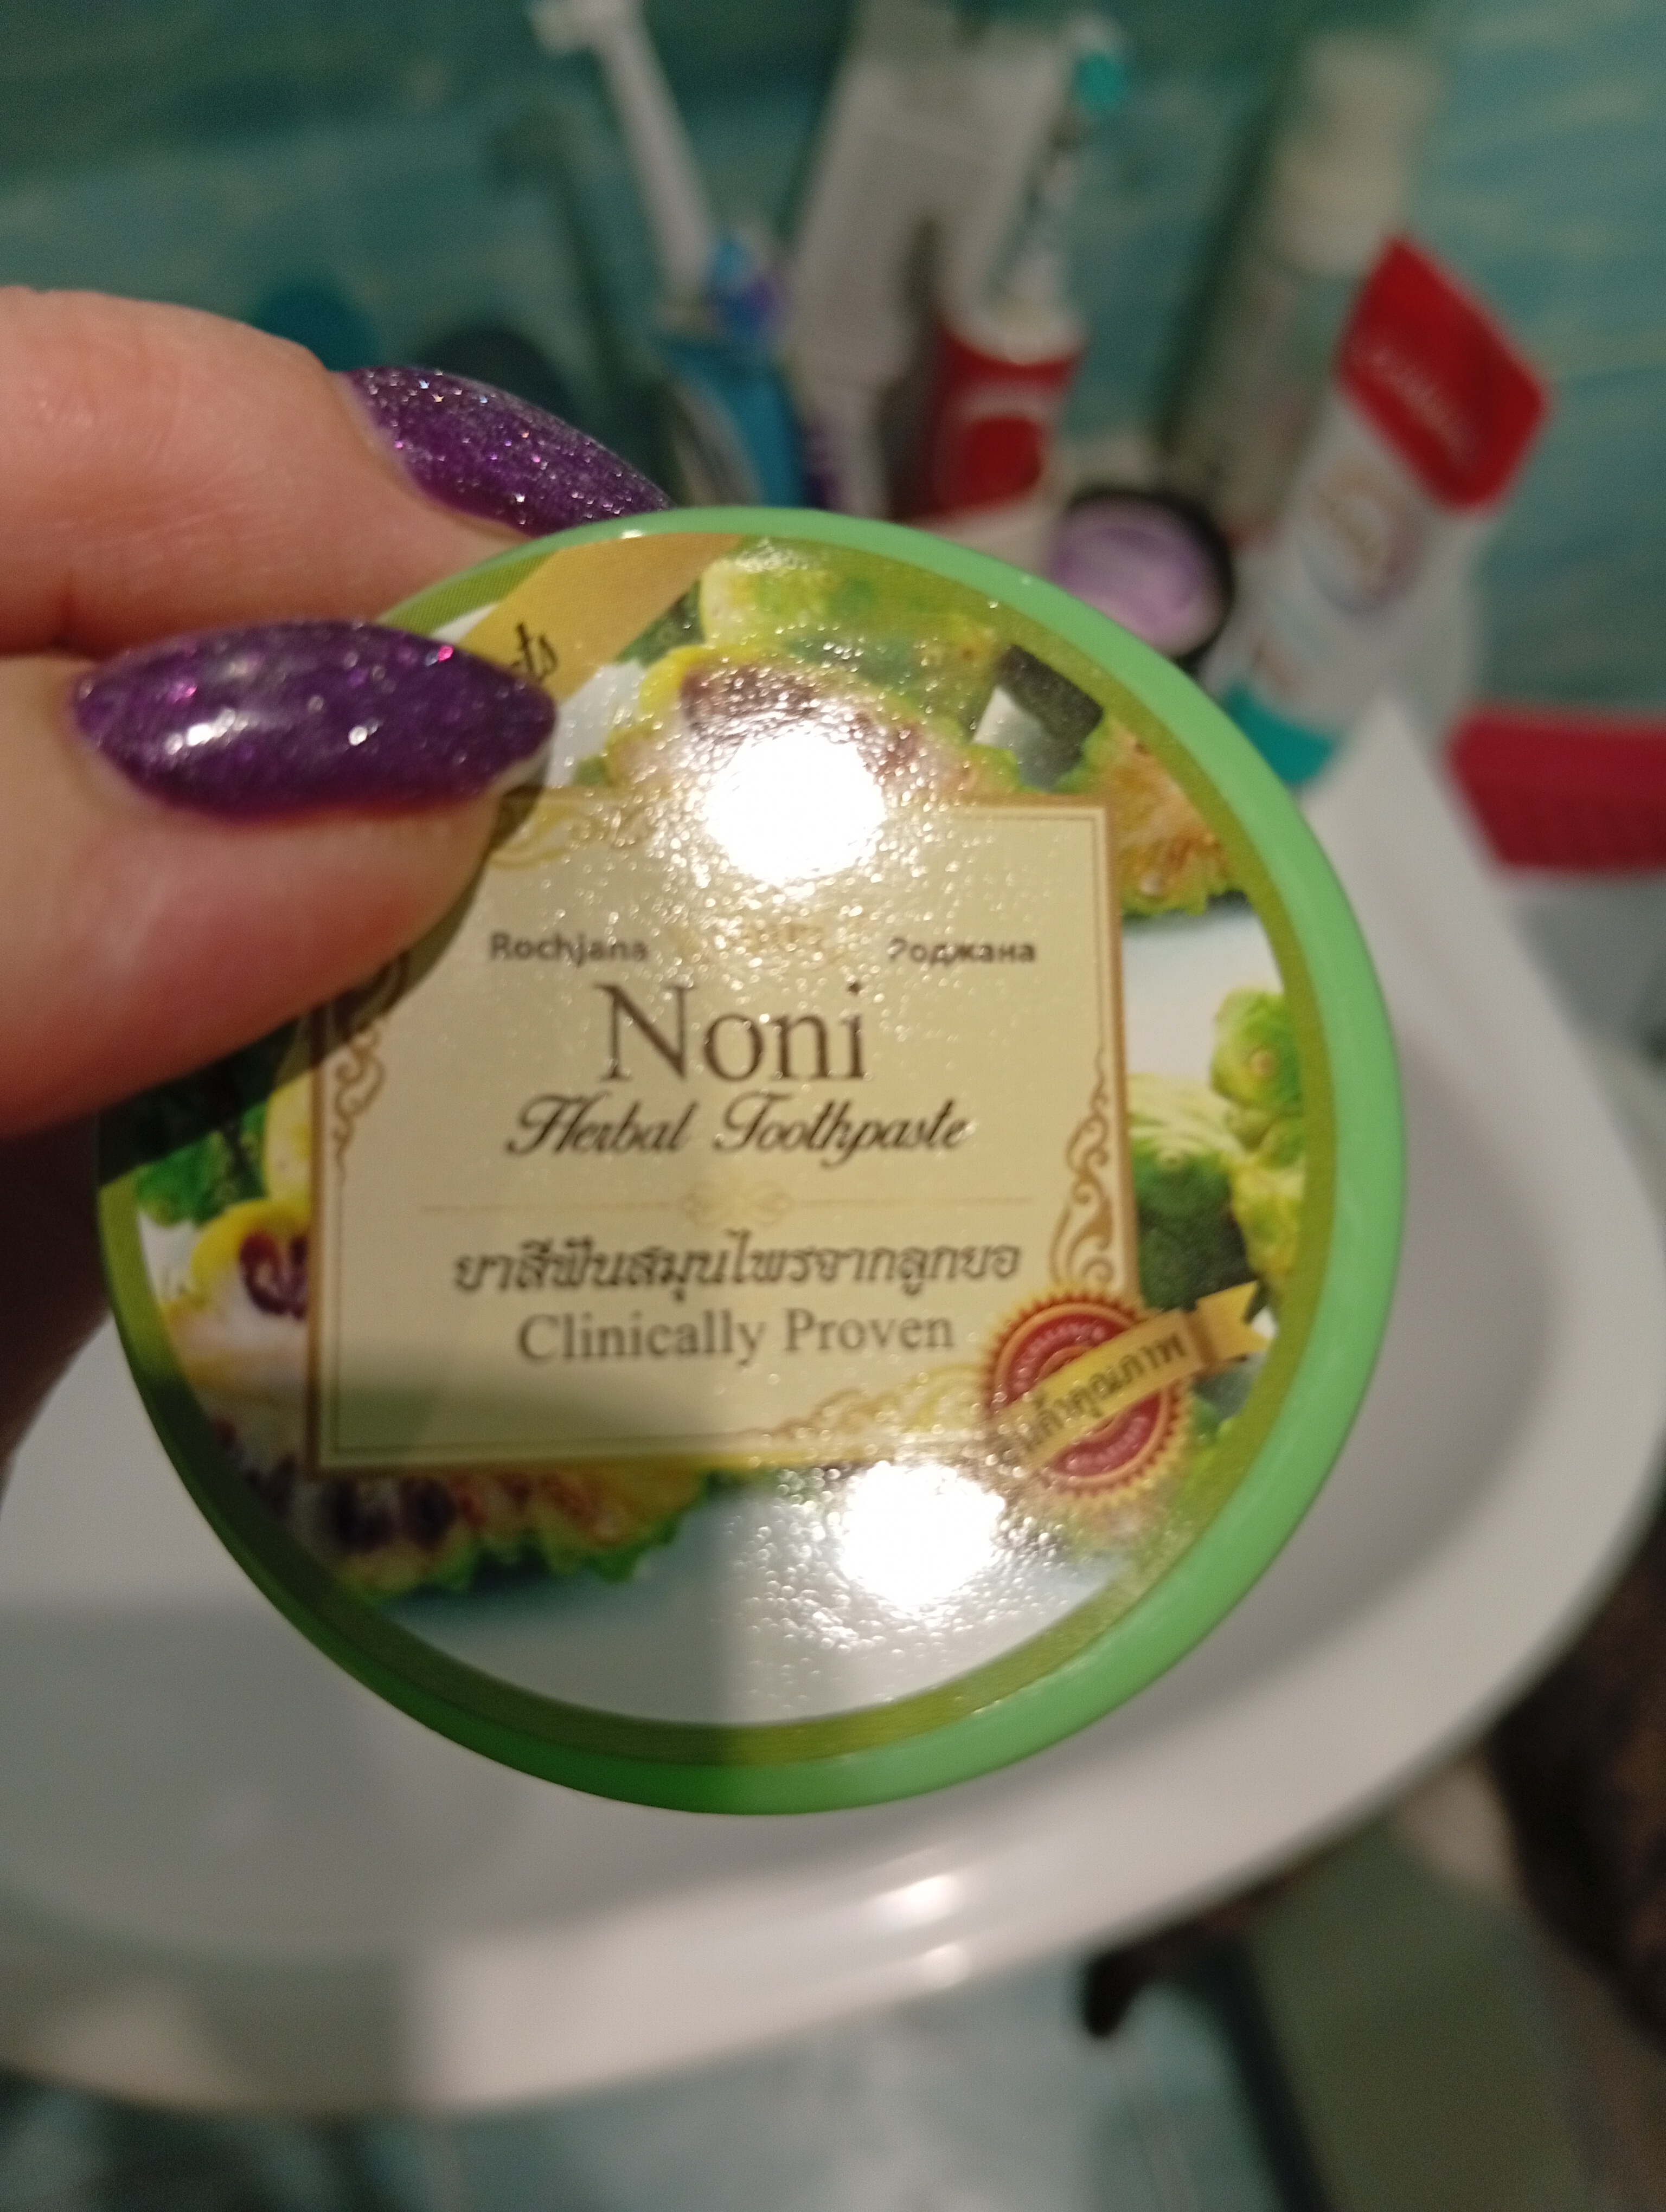 Rochjana Роджана
Noni
Herbal Toothpaste
ยาสีฟันสมุนไพรจากลูกยอ
Clinically Proven